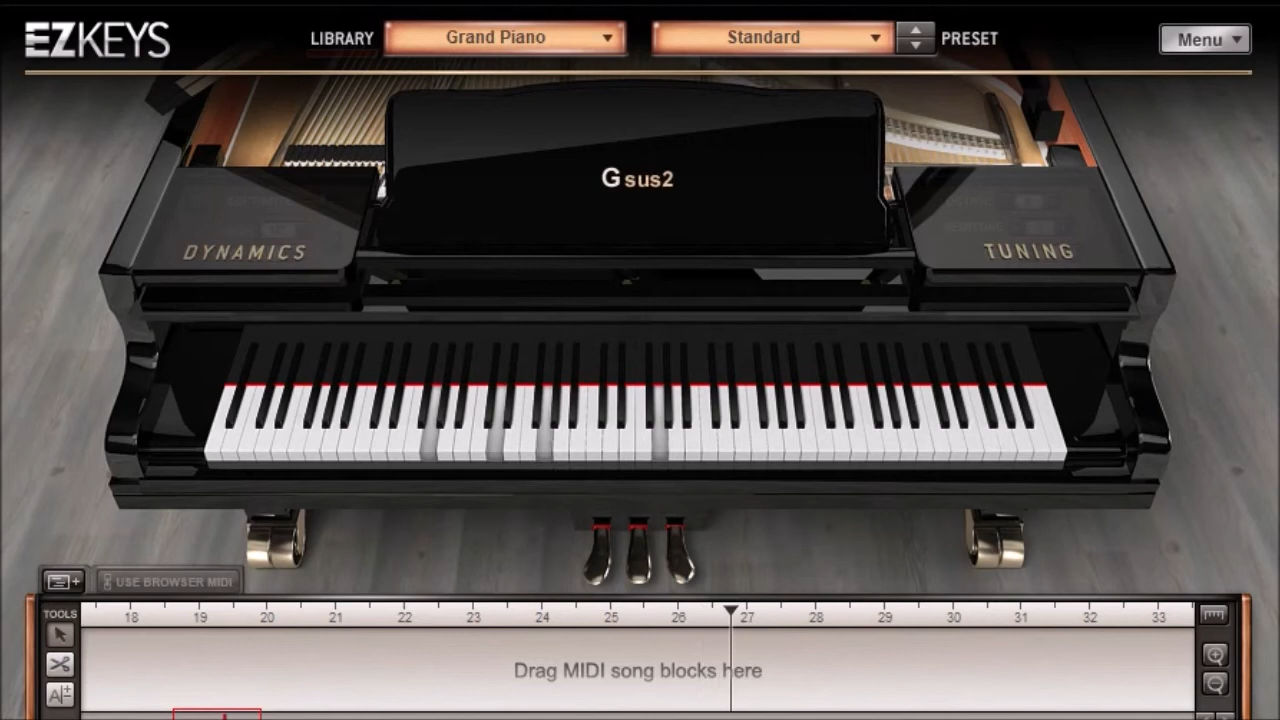 EZKEYS
LIBRARY
Grand Piano
Standard
PRESET
Menu
G sus2
DYNAMICS
TUNING
USE BROWSER MIDI
TOOLS
18 19 20 21 22 23 24 25 26 27 28 29 30 31 32 33
Drag MIDI song blocks here
A